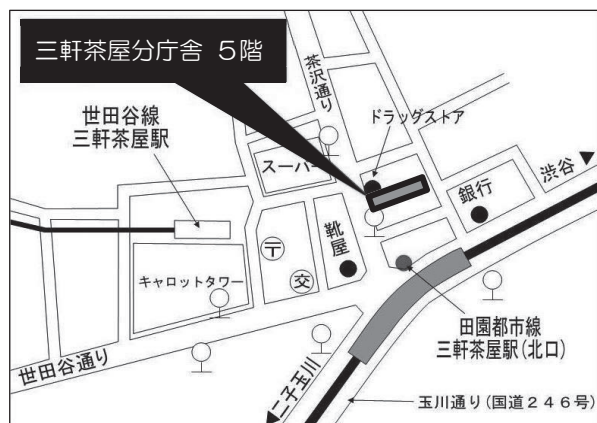 三軒茶屋分庁舎 5階
茶沢通り
ドラッグストア
世田谷線
三軒茶屋駅
スーパー
渋谷
銀行
靴屋
〒
交
キャロットタワー
田園都市線
三軒茶屋駅(北口)
世田谷通り
二子玉川
玉川通り(国道246号)